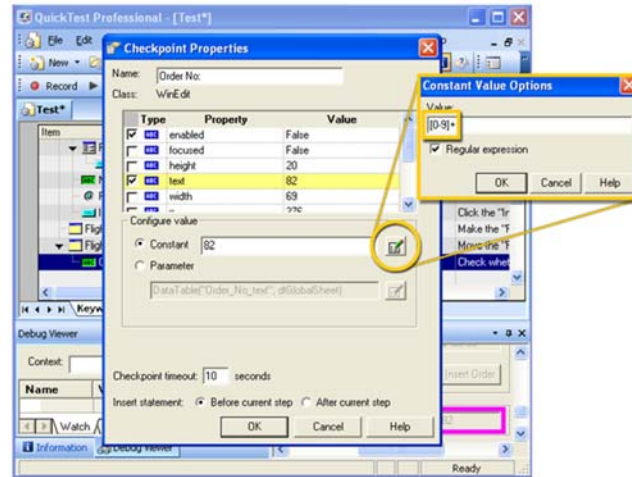 QuickTest Professional - [Test*]
File Edit
New
Record
Test*
Item
Checkpoint Properties
Name: Order No:
Class: WinEdit
Type Property Value
enabled False
focused False
height 20
text 82
width 69
276
Configure value
Constant 82
Parameter
DataTable("Order_No_text", dtGlobalSheet)
Checkpoint timeout: 10 seconds
Insert statement: Before current step After current step
OK Cancel Help
Constant Value Options
Value:
[0-9]+
Regular expression
OK Cancel Help
Click the "Ir
Make the "F
Move the "F
Check whet
Keyw
Debug Viewer
Context:
Name
Watch
Insert Order
82
Information Debug Viewer
Ready